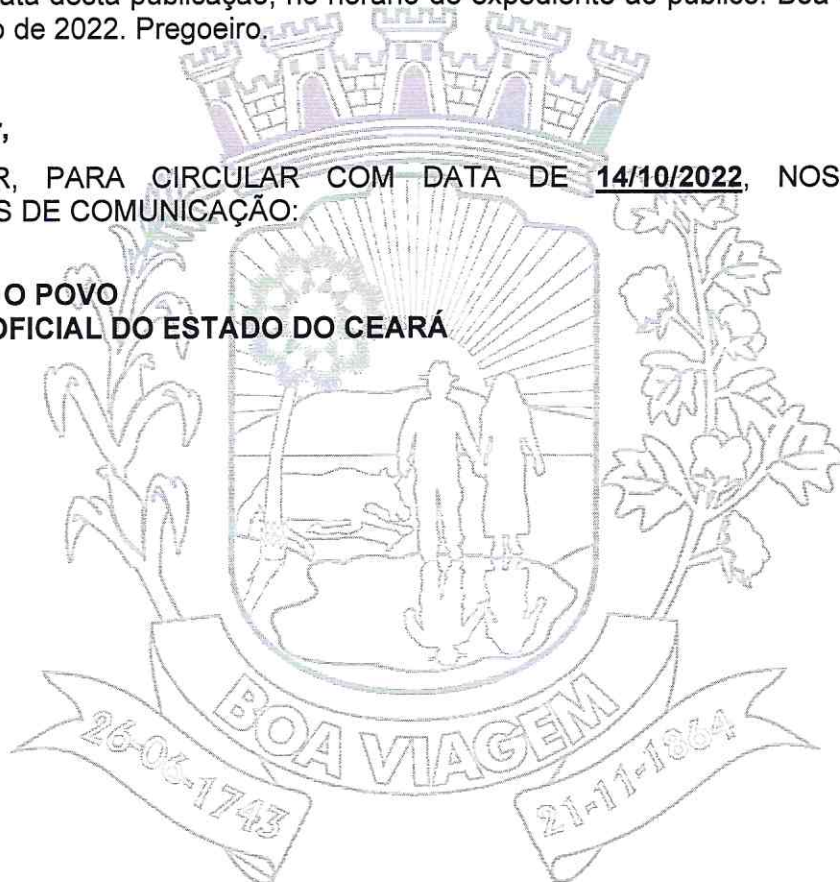 ata desta publicação, no horário de expediente ao público. Boa
o de 2022. Pregoeiro.
R, PARA CIRCULAR COM DATA DE 14/10/2022, NOS
S DE COMUNICAÇÃO:
O POVO
OFICIAL DO ESTADO DO CEARÁ
BOA VIAGEM
26-06-1743
21-11-1864